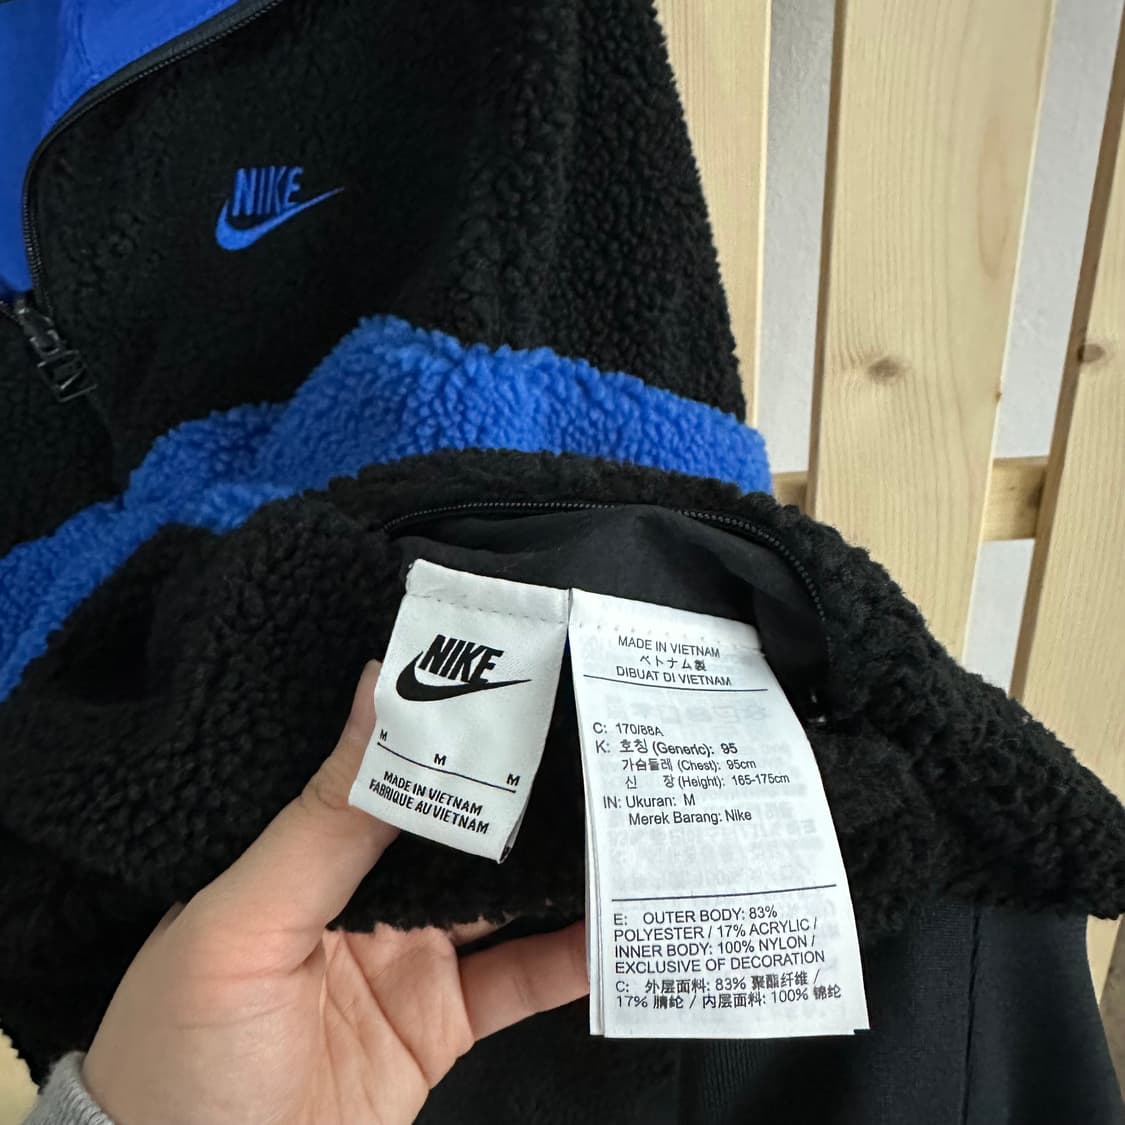 NIKE
NIKE
M
M
M
MADE IN VIETNAM
FABRIQUE AU VIETNAM
MADE IN VIETNAM
ベトナム製
DIBUAT DI VIETNAM
C: 170/88A
K: 호칭 (Generic): 95
가슴둘레 (Chest): 95cm
신 장 (Height): 165-175cm
IN: Ukuran: M
Merek Barang: Nike
E: OUTER BODY: 83%
POLYESTER / 17% ACRYLIC /
INNER BODY: 100% NYLON /
EXCLUSIVE OF DECORATION
C: 外层面料: 83% 聚酯纤维 /
17% 腈纶 / 内层面料: 100% 锦纶